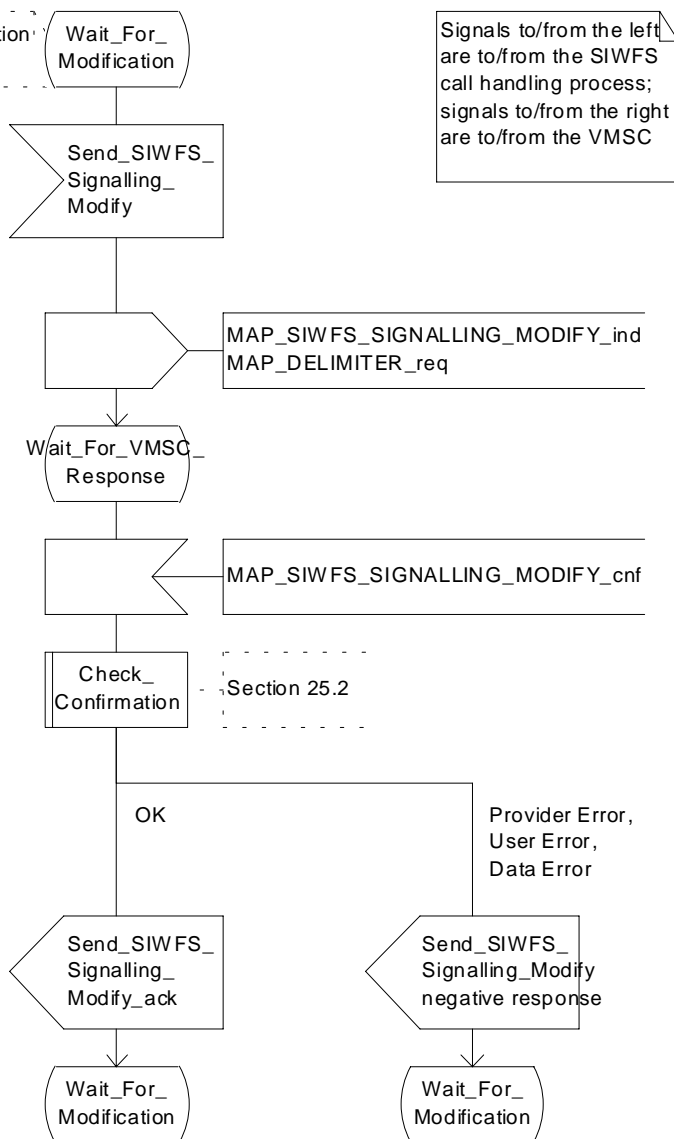 tion
Wait_For_
Modification
Signals to/from the left
are to/from the SIWFS
call handling process;
signals to/from the right
are to/from the VMSC
Send_SIWFS_
Signalling_
Modify
MAP_SIWFS_SIGNALLING_MODIFY_ind
MAP_DELIMITER_req
Wait_For_VMSC_
Response
MAP_SIWFS_SIGNALLING_MODIFY_cnf
Check_
Confirmation
Section 25.2
OK
Provider Error,
User Error,
Data Error
Send_SIWFS_
Signalling_
Modify_ack
Send_SIWFS_
Signalling_Modify
negative response
Wait_For_
Modification
Wait_For_
Modification